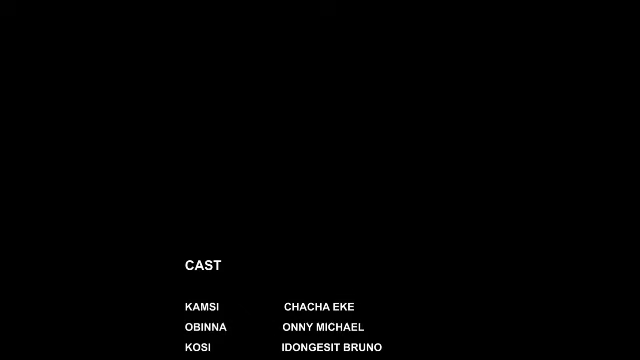 CAST
KAMSI CHACHA EKE
OBINNA ONNY MICHAEL
KOSI IDONGESIT BRUNO